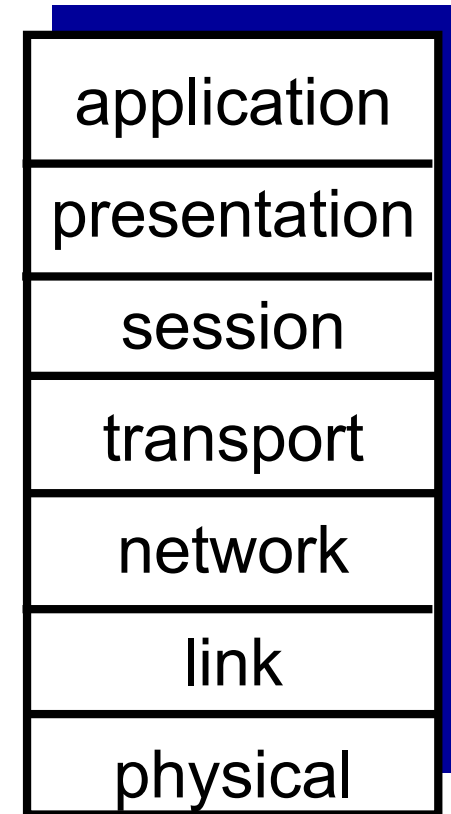 application
presentation
session
transport
network
link
physical